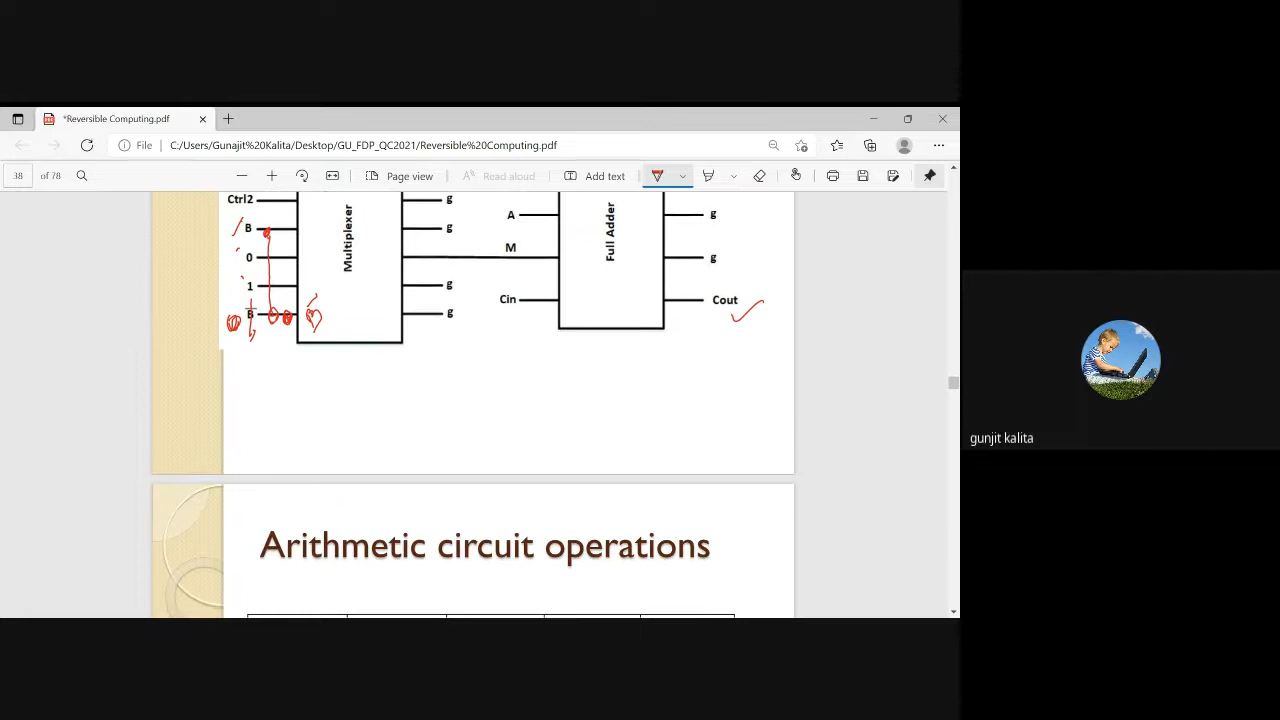 *Reversible Computing.pdf
File C:/Users/Gunajit%20Kalita/Desktop/GU_FDP_QC2021/Reversible%20Computing.pdf
38 of 78 Page view Read aloud Add text
Ctrl2 g
B g
0
1 g
B g
Multiplexer
A g
M g
Cin Cout
Full Adder
gunjit kalita
Arithmetic circuit operations